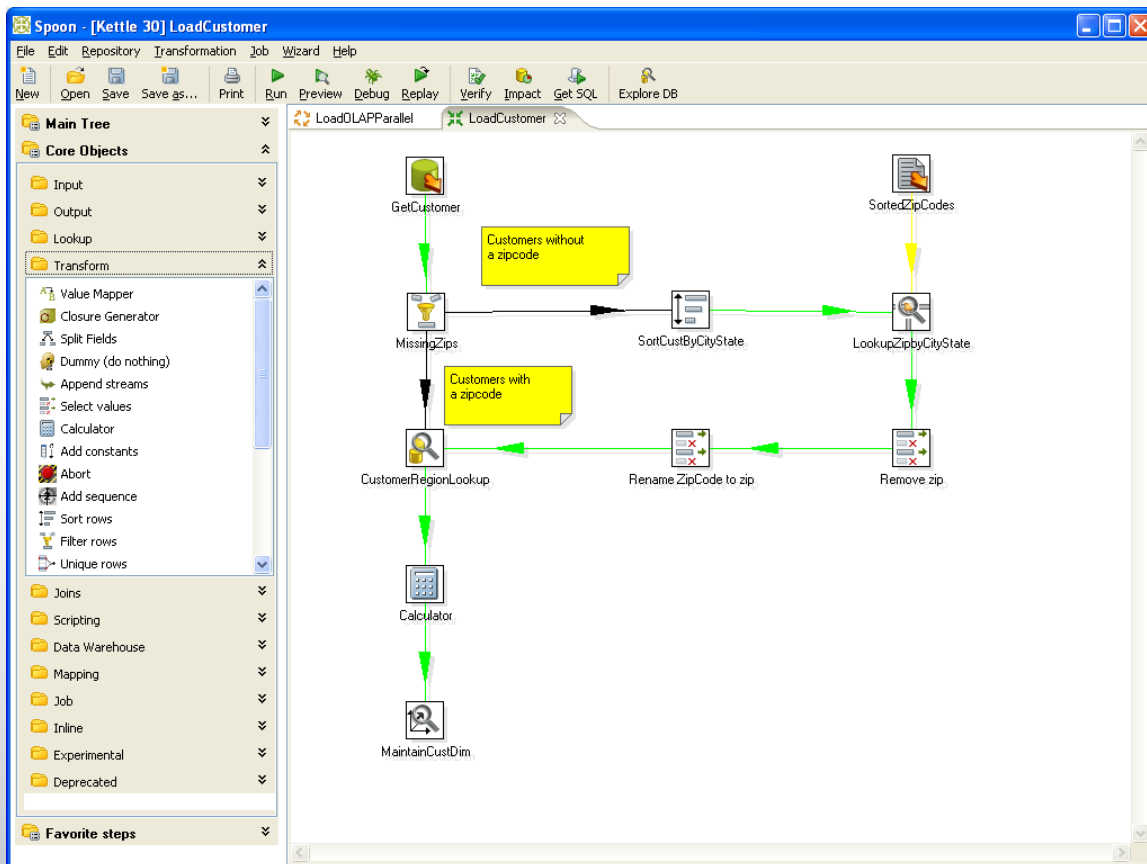 Spoon - [Kettle 30] LoadCustomer
File Edit Repository Transformation Job Wizard Help
New Open Save Save as... Print Run Preview Debug Replay Verify Impact Get SQL Explore DB
Main Tree
Core Objects
Input
Output
Lookup
Transform
Value Mapper
Closure Generator
Split Fields
Dummy (do nothing)
Append streams
Select values
Calculator
Add constants
Abort
Add sequence
Sort rows
Filter rows
Unique rows
Joins
Scripting
Data Warehouse
Mapping
Job
Inline
Experimental
Deprecated
Favorite steps
LoadOLAPParallel LoadCustomer
GetCustomer
SortedZipCodes
Customers without
a zipcode
MissingZips
SortCustByCityState
LookupZipbyCityState
Customers with
a zipcode
CustomerRegionLookup
Rename ZipCode to zip
Remove zip
Calculator
MaintainCustDim